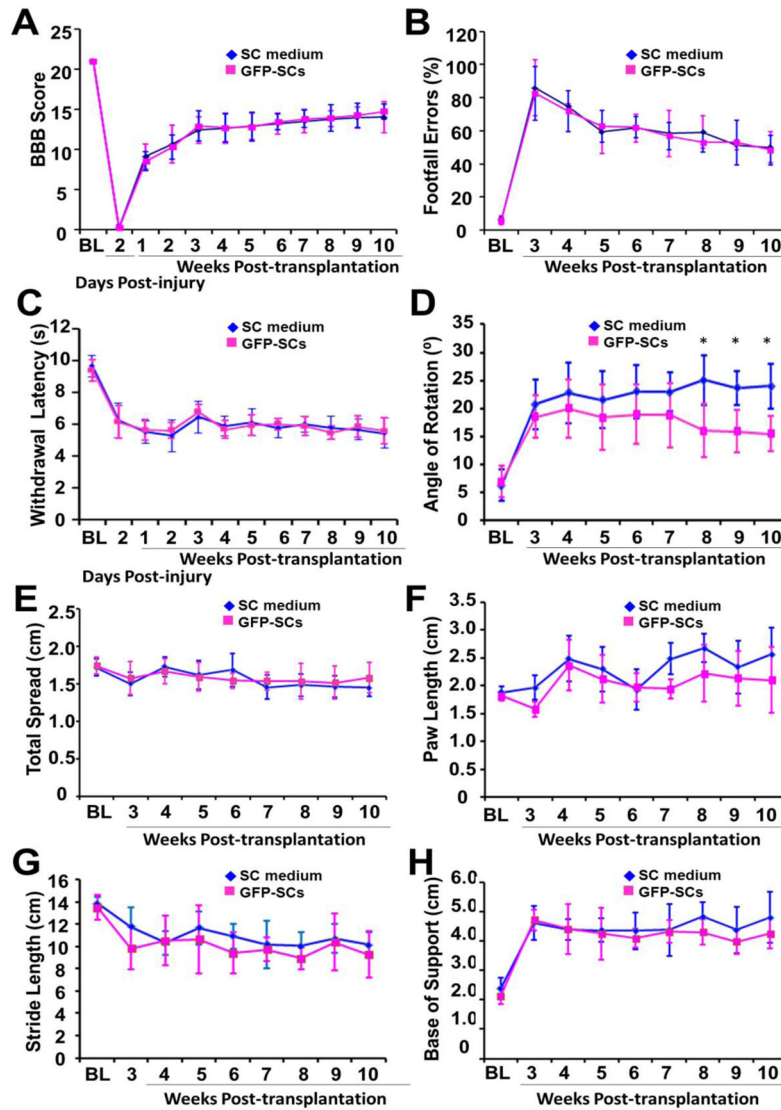 A
BBB Score
25
20
15
10
5
0
SC medium
GFP-SCs
BL 2 1 2 3 4 5 6 7 8 9 10
Weeks Post-transplantation
Days Post-injury
B
Footfall Errors (%)
120
100
80
60
40
20
0
SC medium
GFP-SCs
BL 3 4 5 6 7 8 9 10
Weeks Post-transplantation
C
Withdrawal Latency (s)
12
10
8
6
4
2
0
SC medium
GFP-SCs
BL 2 1 2 3 4 5 6 7 8 9 10
Weeks Post-transplantation
Days Post-injury
D
Angle of Rotation (º)
35
30
25
20
15
10
5
0
SC medium
GFP-SCs
* * *
BL 3 4 5 6 7 8 9 10
Weeks Post-transplantation
E
Total Spread (cm)
2.5
2.0
1.5
1.0
0.5
0
SC medium
GFP-SCs
BL 3 4 5 6 7 8 9 10
Weeks Post-transplantation
F
Paw Length (cm)
3.5
3.0
2.5
2.0
1.5
1.0
0.5
0
SC medium
GFP-SCs
BL 3 4 5 6 7 8 9 10
Weeks Post-transplantation
G
Stride Length (cm)
16
14
12
10
8
6
4
2
0
SC medium
GFP-SCs
BL 3 4 5 6 7 8 9 10
Weeks Post-transplantation
H
Base of Support (cm)
6.0
5.0
4.0
3.0
2.0
1.0
0
SC medium
GFP-SCs
BL 3 4 5 6 7 8 9 10
Weeks Post-transplantation